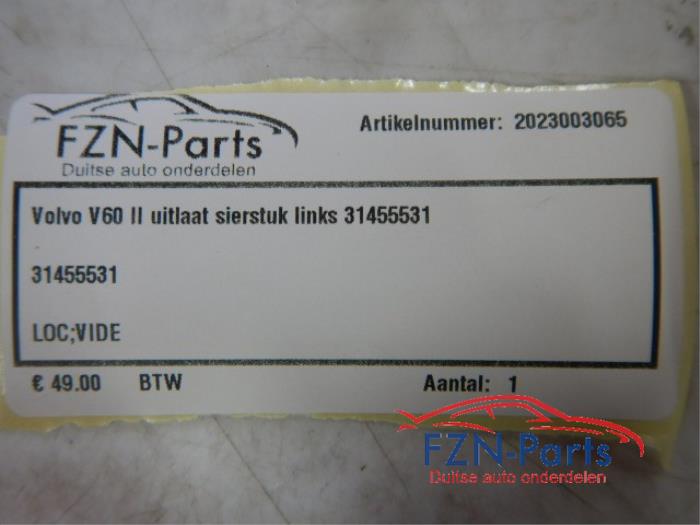 FZN-Parts
Duitse auto onderdelen
Artikelnummer: 2023003065
Volvo V60 II uitlaat sierstuk links 31455531
31455531
LOC;VIDE
€ 49.00 BTW Aantal: 1
FZN-Parts
Duitse auto onderdelen